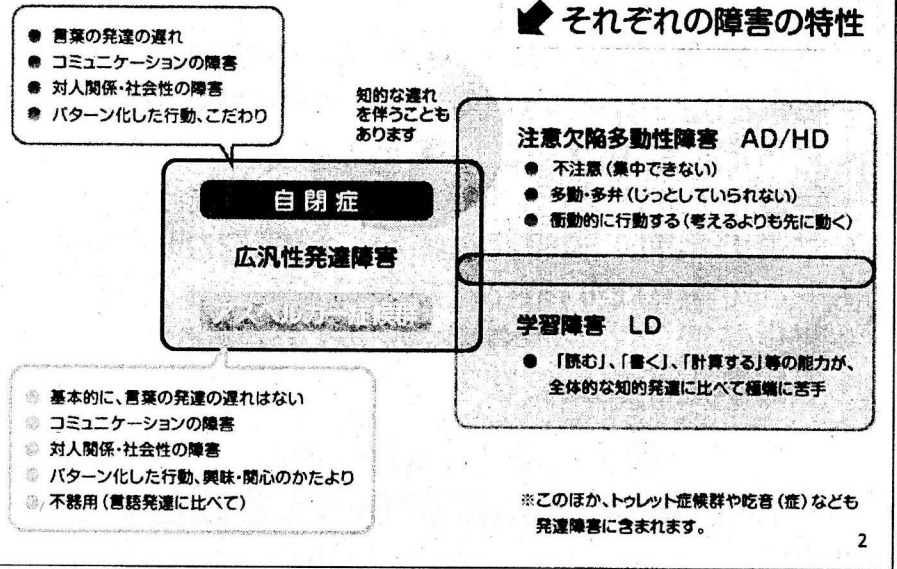 それぞれの障害の特性
● 言葉の発達の遅れ
● コミュニケーションの障害
● 対人関係・社会性の障害
● パターン化した行動、こだわり
知的な遅れ
を伴うことも
あります
自閉症
広汎性発達障害
アスペルガー症候群
● 基本的に、言葉の発達の遅れはない
● コミュニケーションの障害
● 対人関係・社会性の障害
● パターン化した行動、興味・関心のかたより
● 不器用(言語発達に比べて)
注意欠陥多動性障害 AD/HD
● 不注意(集中できない)
● 多動・多弁(じっとしていられない)
● 衝動的に行動する(考えるよりも先に動く)
学習障害 LD
● 「読む」、「書く」、「計算する」等の能力が、
全体的な知的発達に比べて極端に苦手
※このほか、トゥレット症候群や吃音(症)なども
発達障害に含まれます。
2